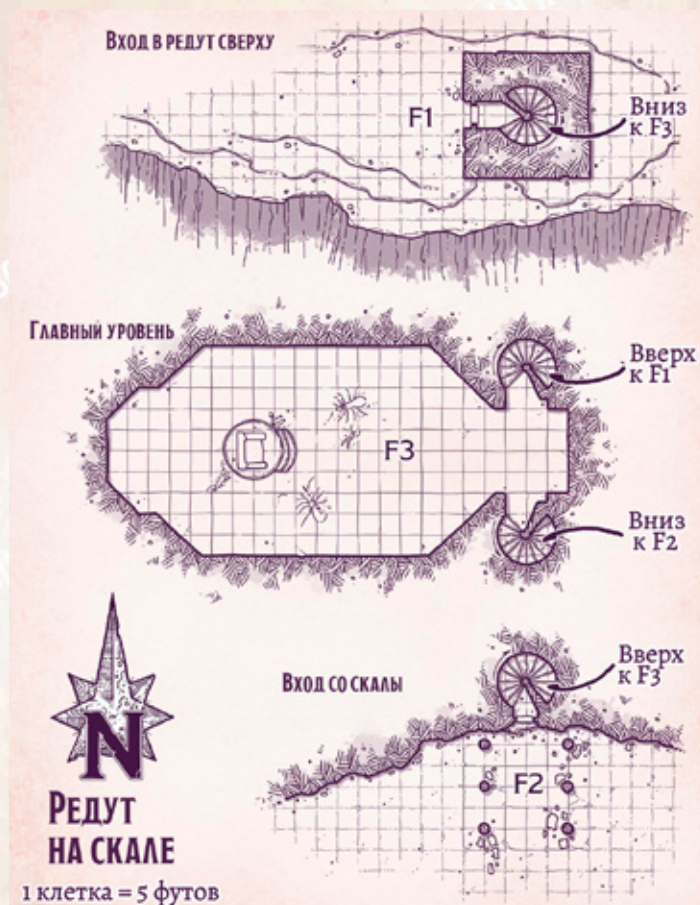 Вход в редут сверху
F1
Вниз
к F3
Главный уровень
Вверх
к F1
F3
Вниз
к F2
Вход со скалы
Вверх
к F3
F2
N
Редут
на скале
1 клетка = 5 футов